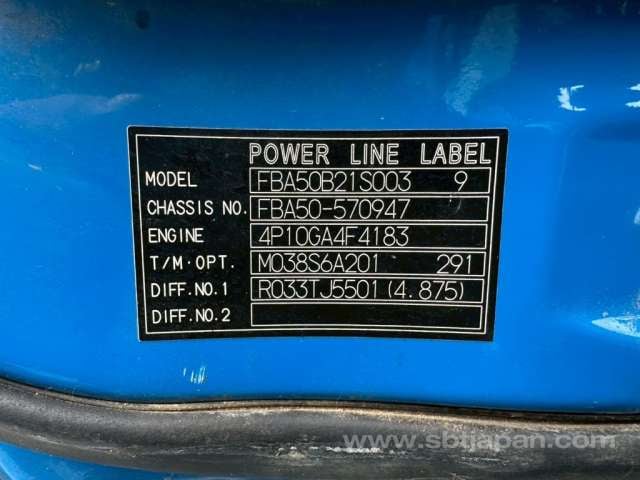 POWER LINE LABEL
MODEL FBA50B21S003 9
CHASSIS NO. FBA50-570947
ENGINE 4P10GA4F4183
T/M·OPT. M038S6A201 291
DIFF.NO.1 R033TJ5501(4.875)
DIFF.NO.2
www.sbtjapan.com